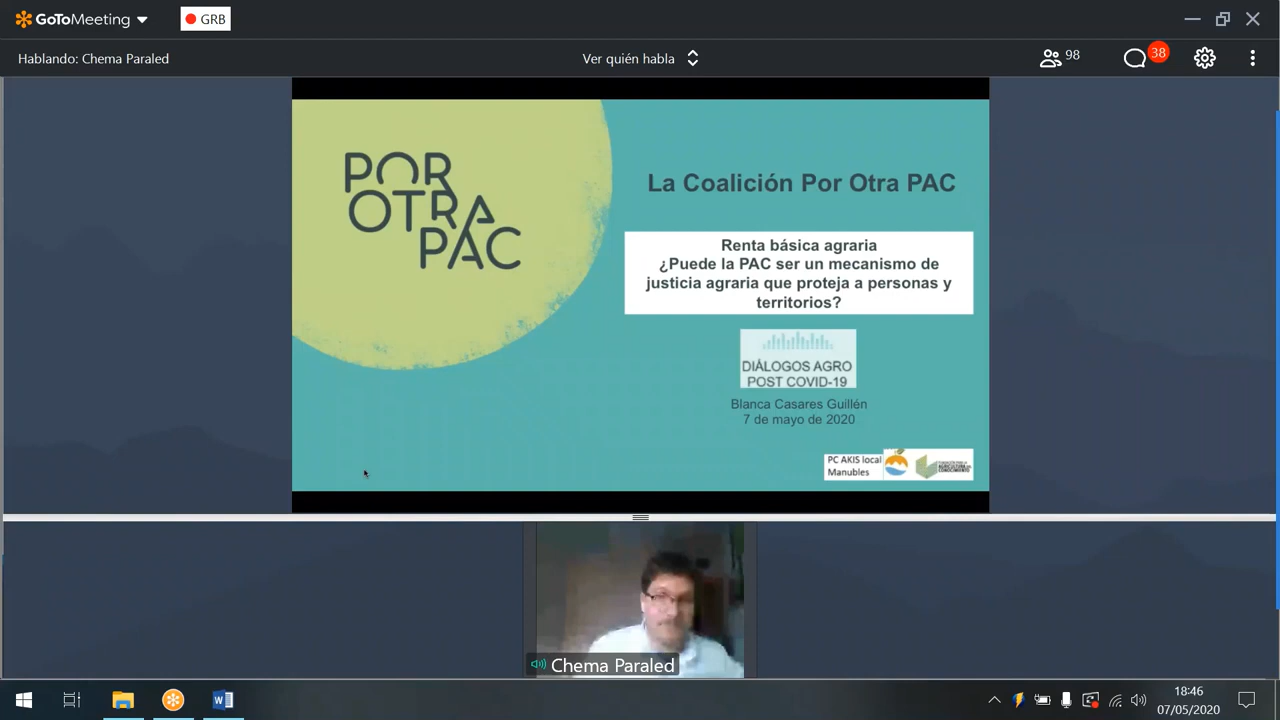 GoToMeeting
GRB
Hablando: Chema Paraled
Ver quién habla
98
38
POR
OTRA
PAC
La Coalición Por Otra PAC
Renta básica agraria
¿Puede la PAC ser un mecanismo de
justicia agraria que proteja a personas y
territorios?
DIÁLOGOS AGRO
POST COVID-19
Blanca Casares Guillén
7 de mayo de 2020
PC AKIS local
Manubles
Chema Paraled
18:46
07/05/2020